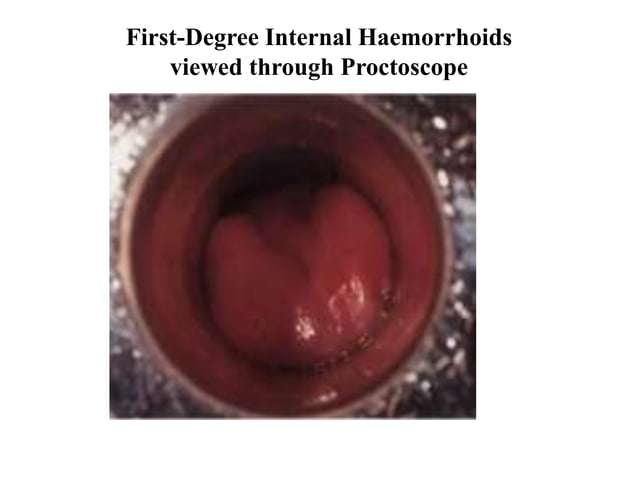 First-Degree Internal Haemorrhoids
viewed through Proctoscope